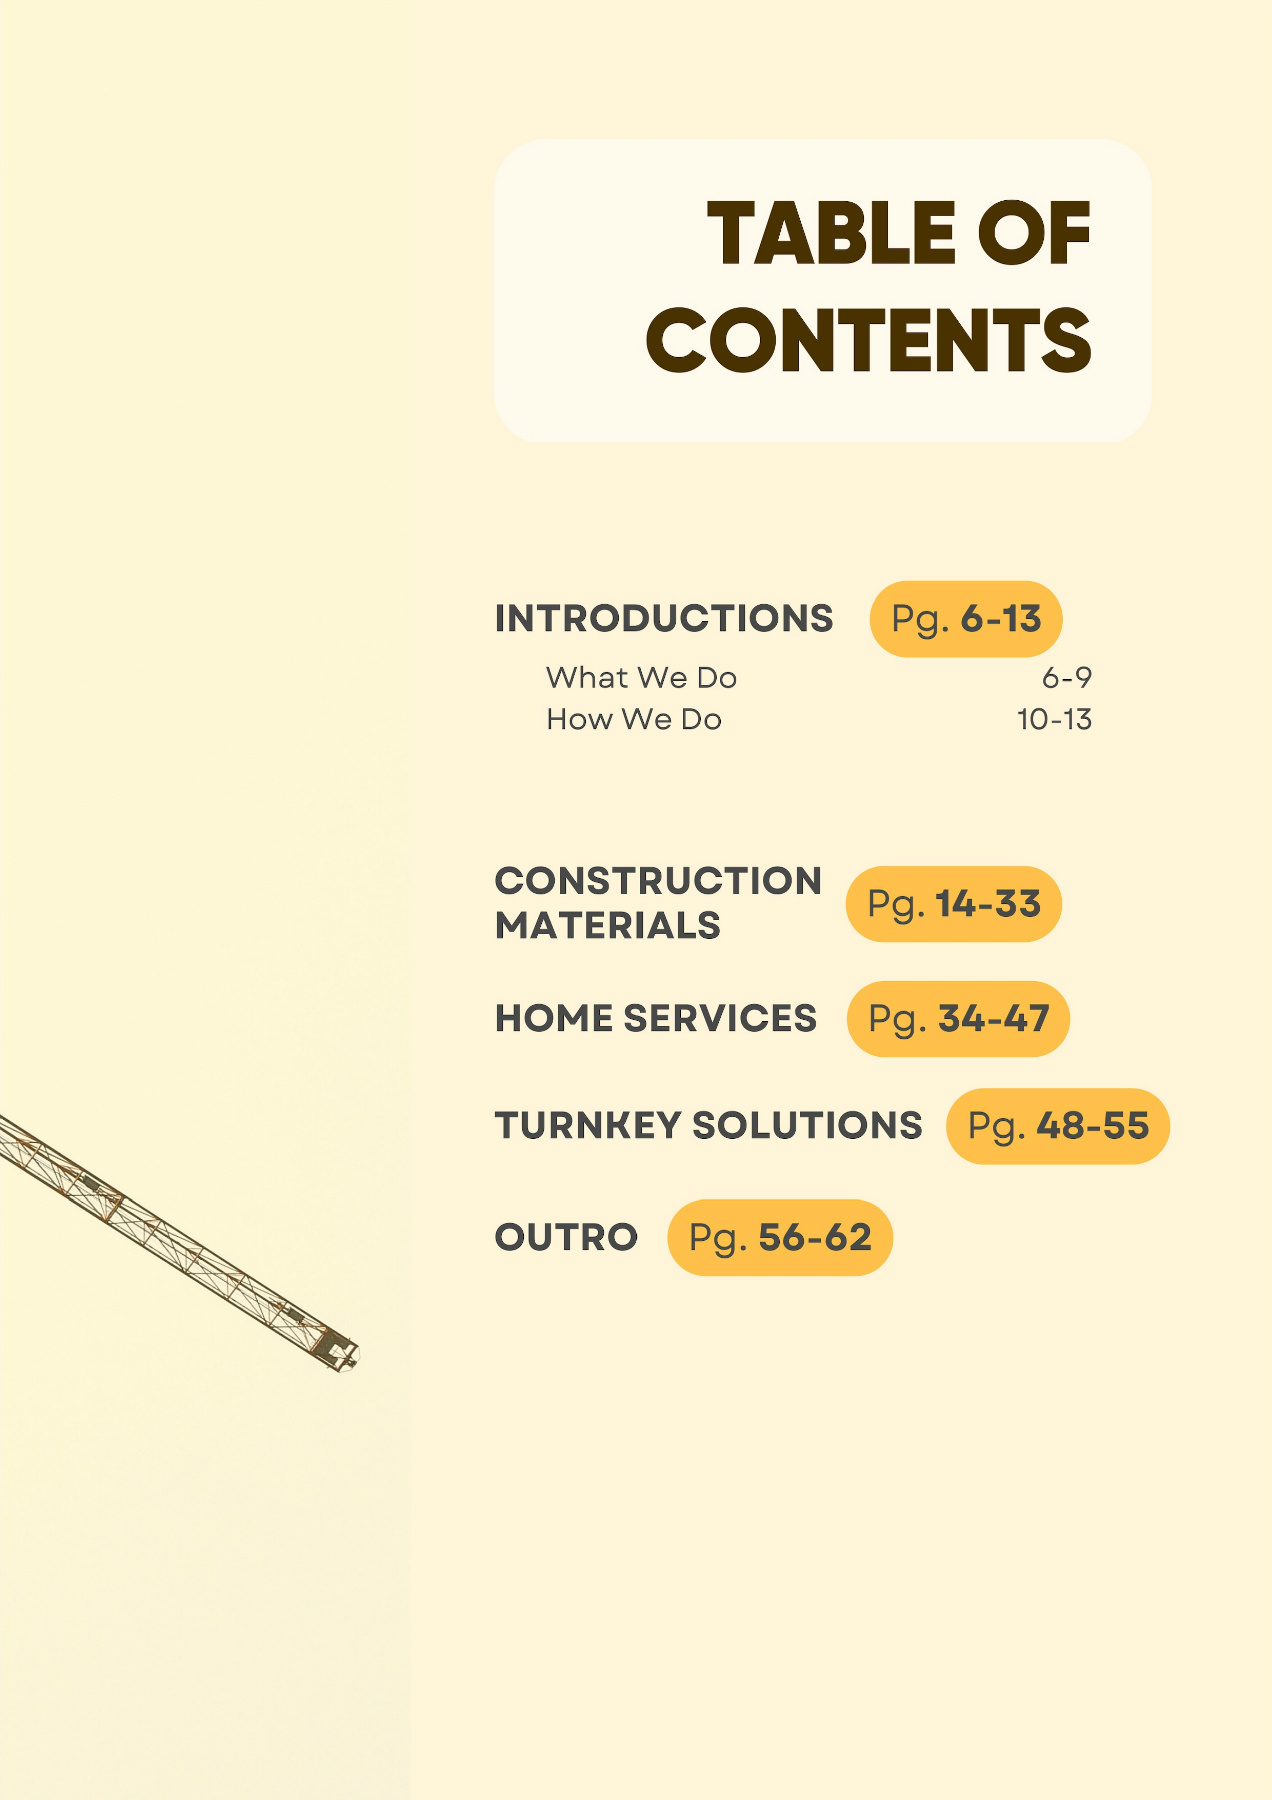 TABLE OF
CONTENTS
INTRODUCTIONS Pg. 6-13
What We Do 6-9
How We Do 10-13
CONSTRUCTION
MATERIALS Pg. 14-33
HOME SERVICES Pg. 34-47
TURNKEY SOLUTIONS Pg. 48-55
OUTRO Pg. 56-62